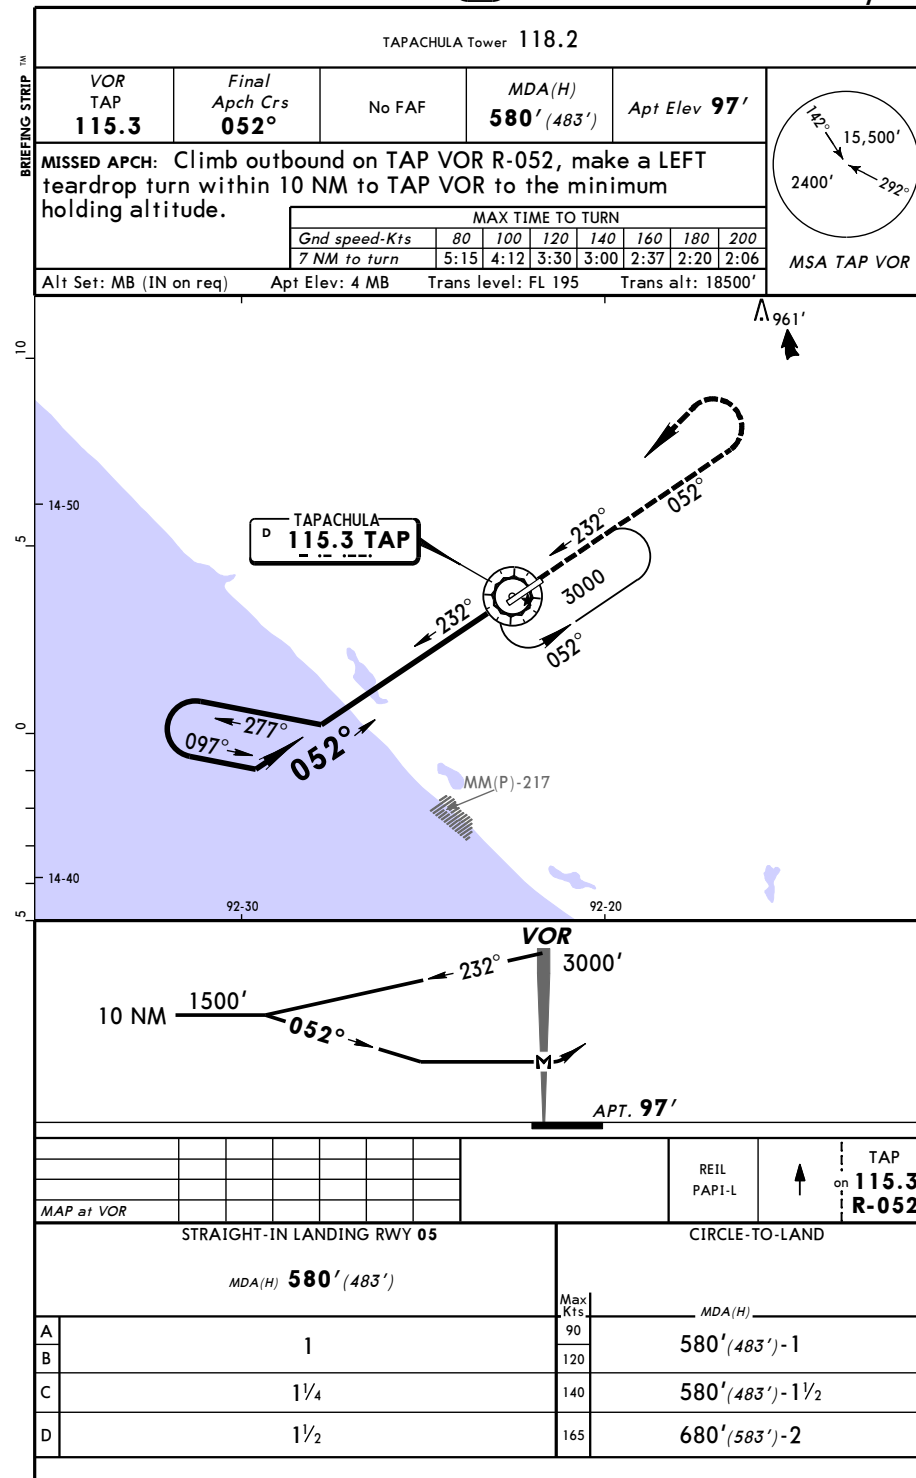 TAPACHULA Tower 118.2
BRIEFING STRIP TM
VOR
TAP
115.3
Final
Apch Crs
052°
No FAF
MDA(H)
580' (483')
Apt Elev 97'
MISSED APCH: Climb outbound on TAP VOR R-052, make a LEFT
teardrop turn within 10 NM to TAP VOR to the minimum
holding altitude.
MAX TIME TO TURN
Gnd speed-Kts 80 100 120 140 160 180 200
7 NM to turn 5:15 4:12 3:30 3:00 2:37 2:20 2:06
Alt Set: MB (IN on req) Apt Elev: 4 MB Trans level: FL 195 Trans alt: 18500'
142°
15,500'
2400'
292°
MSA TAP VOR
961'
10
14-50
5
052°
TAPACHULA
D 115.3 TAP
232°
3000
232°
052°
0
277°
097°
052°
MM(P)-217
14-40
5
92-30
92-20
VOR
3000'
232°
1500'
10 NM
052°
M
APT. 97'
MAP at VOR
REIL
PAPI-L
on
TAP
115.3
R-052
STRAIGHT-IN LANDING RWY 05
CIRCLE-TO-LAND
MDA(H) 580' (483')
Max
Kts
MDA(H)
A
B
1
90
120
580' (483') - 1
C 1 1/4 140 580' (483') - 1 1/2
D 1 1/2 165 680' (583') - 2